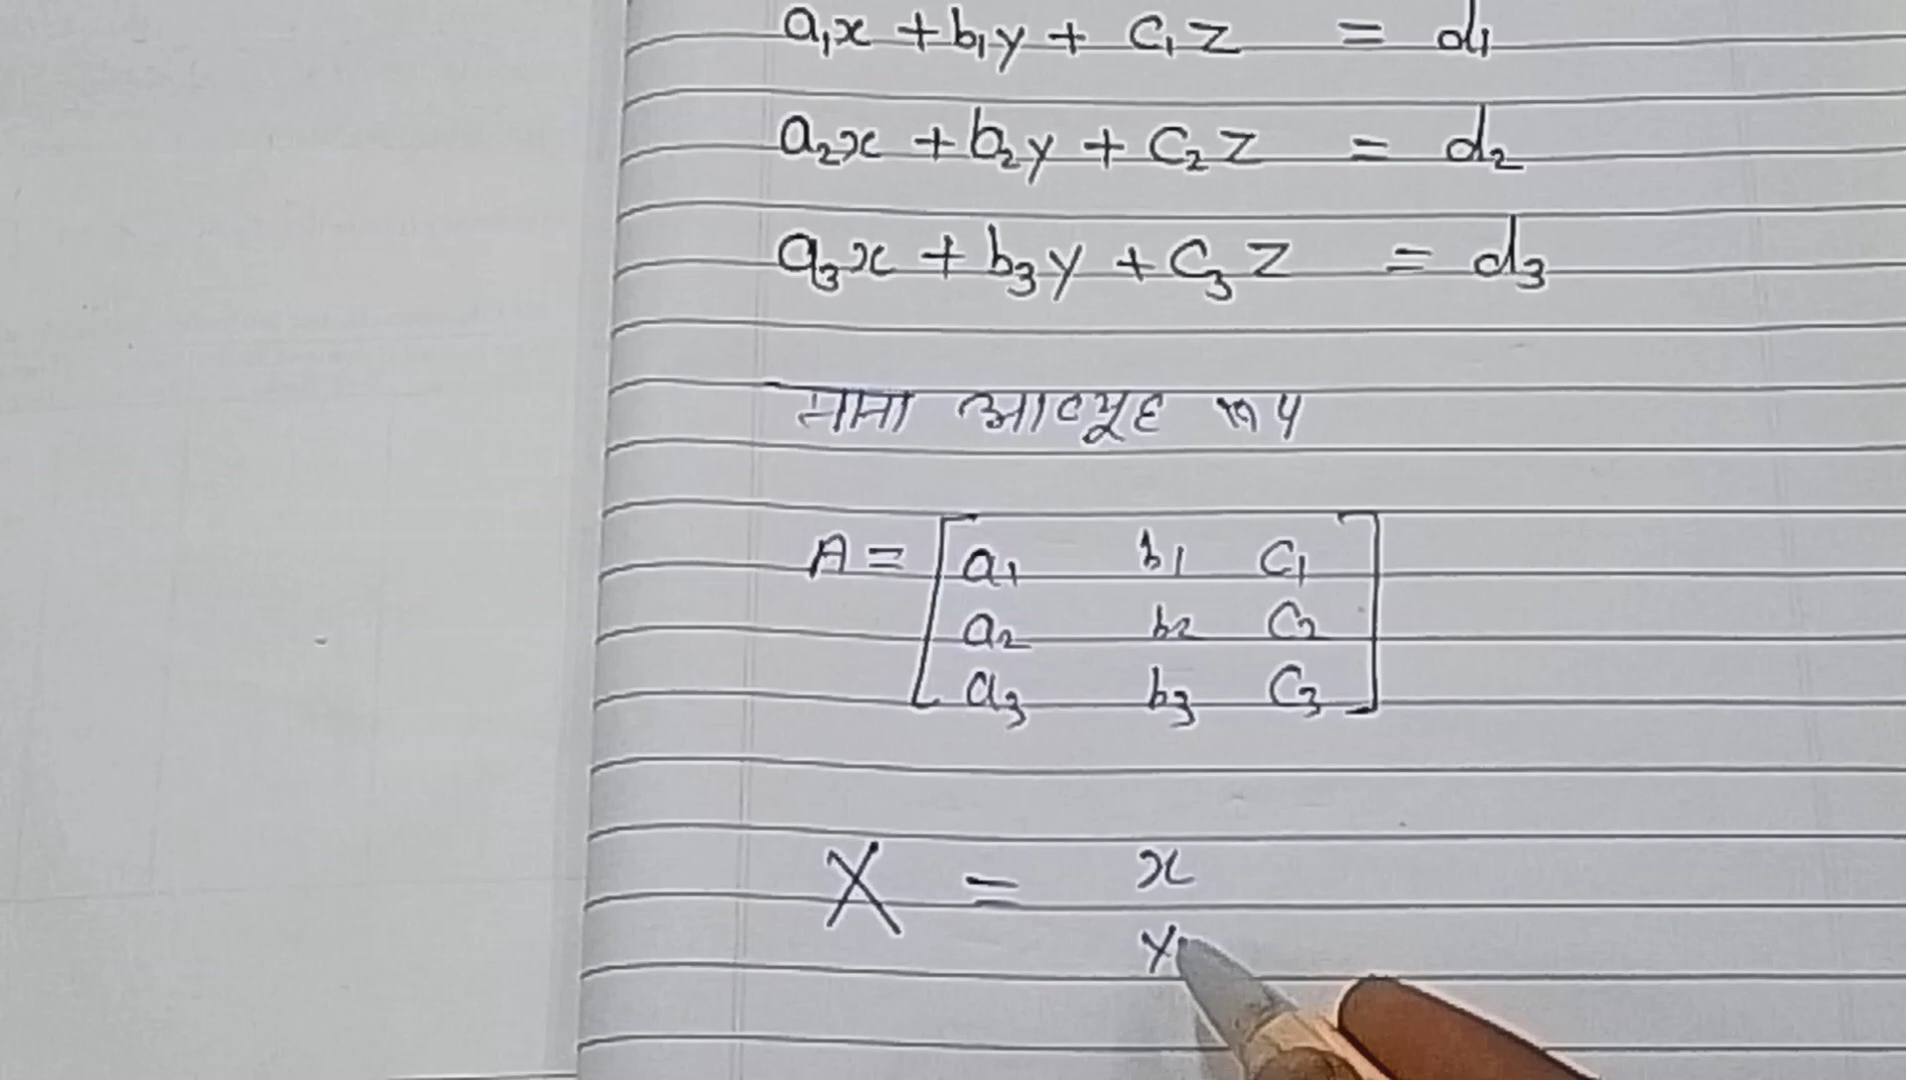 a₁x + b₁y + c₁z = d₁
a₂x + b₂y + c₂z = d₂
a₃x + b₃y + c₃z = d₃
माना आव्यूह रूप
A = [a₁ b₁ c₁
a₂ b₂ c₂
a₃ b₃ c₃]
X = x
y